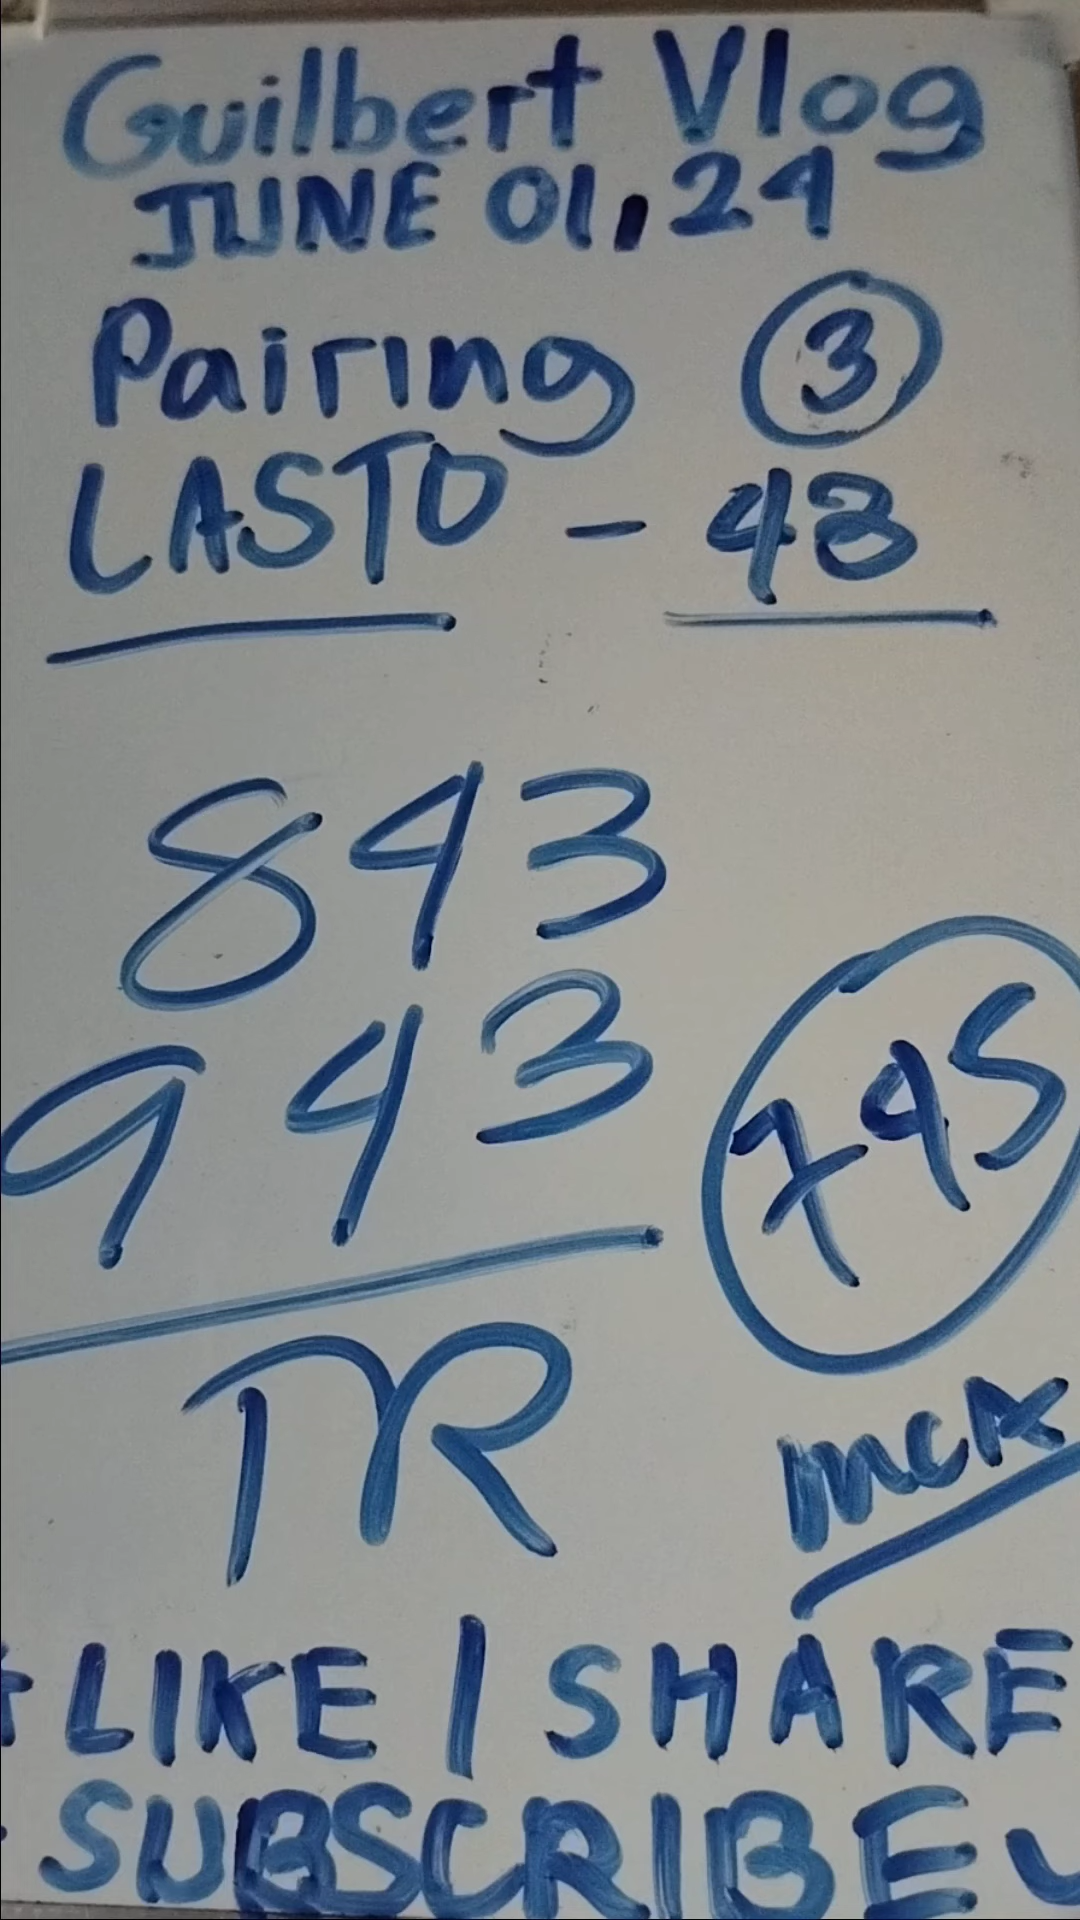 Guilbert Vlog
JUNE 01, 24
Pairing 3
LASTO - 48
843
943
795
TR
MCA
LIKE / SHARE
SUBSCRIBE